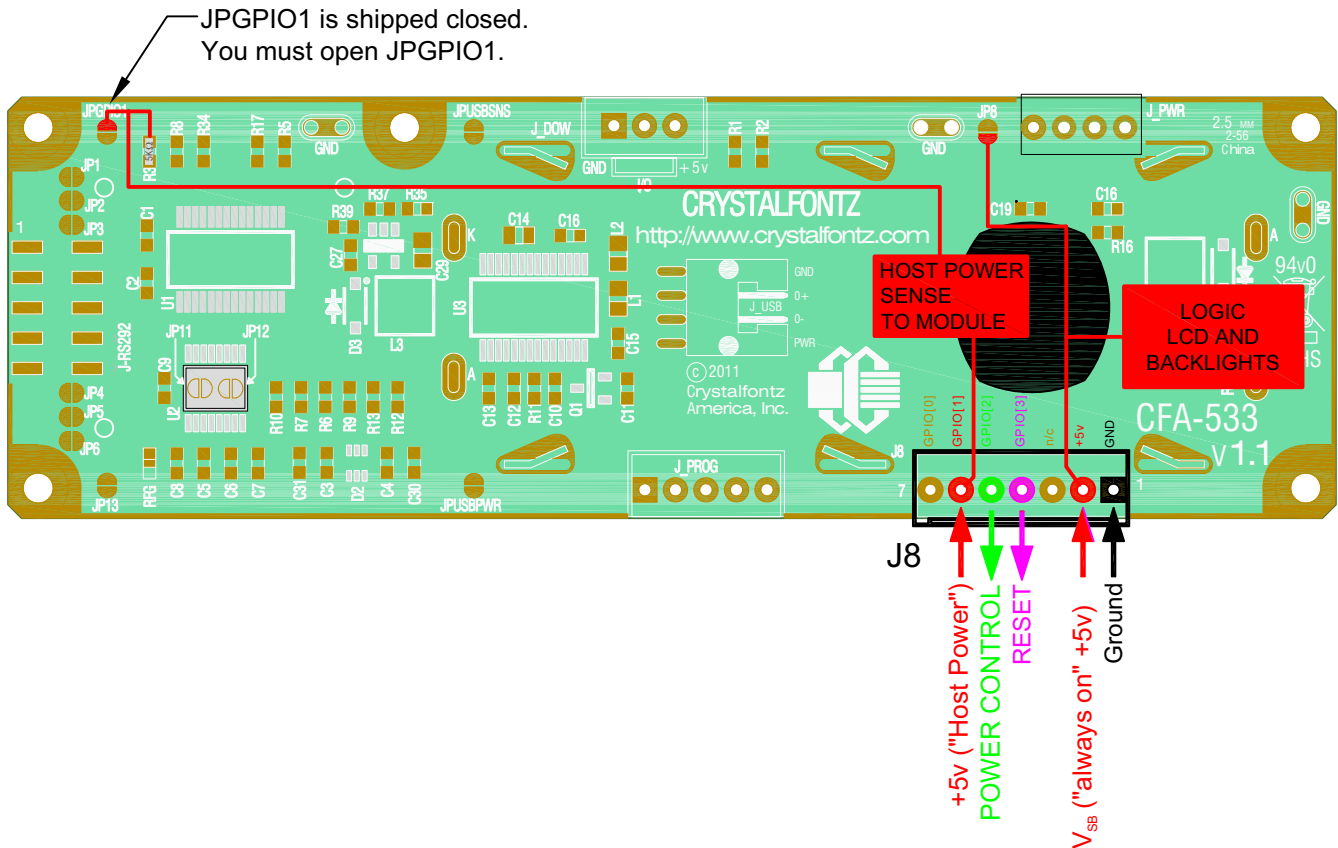 JPGPIO1 is shipped closed.
You must open JPGPIO1.
JPGPIO1
R3
5KΩ
R8
R34
R17
R5
GND
JPUSBSNS
J_DOW
GND
+5v
R1
R2
GND
JP8
J_PWR
2.5 MM
2-56
China
JP1
JP2
JP3
1
C1
C2
U1
R39
R37
R35
C27
C29
K
C14
C16
L2
CRYSTALFONTZ
http://www.crystalfontz.com
C19
C16
R16
A
GND
94v0
D3
L3
U3
L1
C15
GND
0+
J_USB
0-
PWR
HOST POWER
SENSE
TO MODULE
LOGIC
LCD AND
BACKLIGHTS
J-RS292
JP11
JP12
U2
C9
JP4
JP5
JP6
R10
R7
R6
R9
R13
R12
A
C13
C12
R11
C10
Q1
C11
© 2011
Crystalfontz
America, Inc.
GPIO[0]
GPIO[1]
GPIO[2]
GPIO[3]
n/c
+5v
GND
CFA-533
v1.1
JP13
RFG
C8
C5
C6
C7
C31
C3
D2
C4
C30
JPUSBPWR
J_PROG
J8
7
1
J8
+5v ("Host Power")
POWER CONTROL
RESET
VSB ("always on" +5v)
Ground